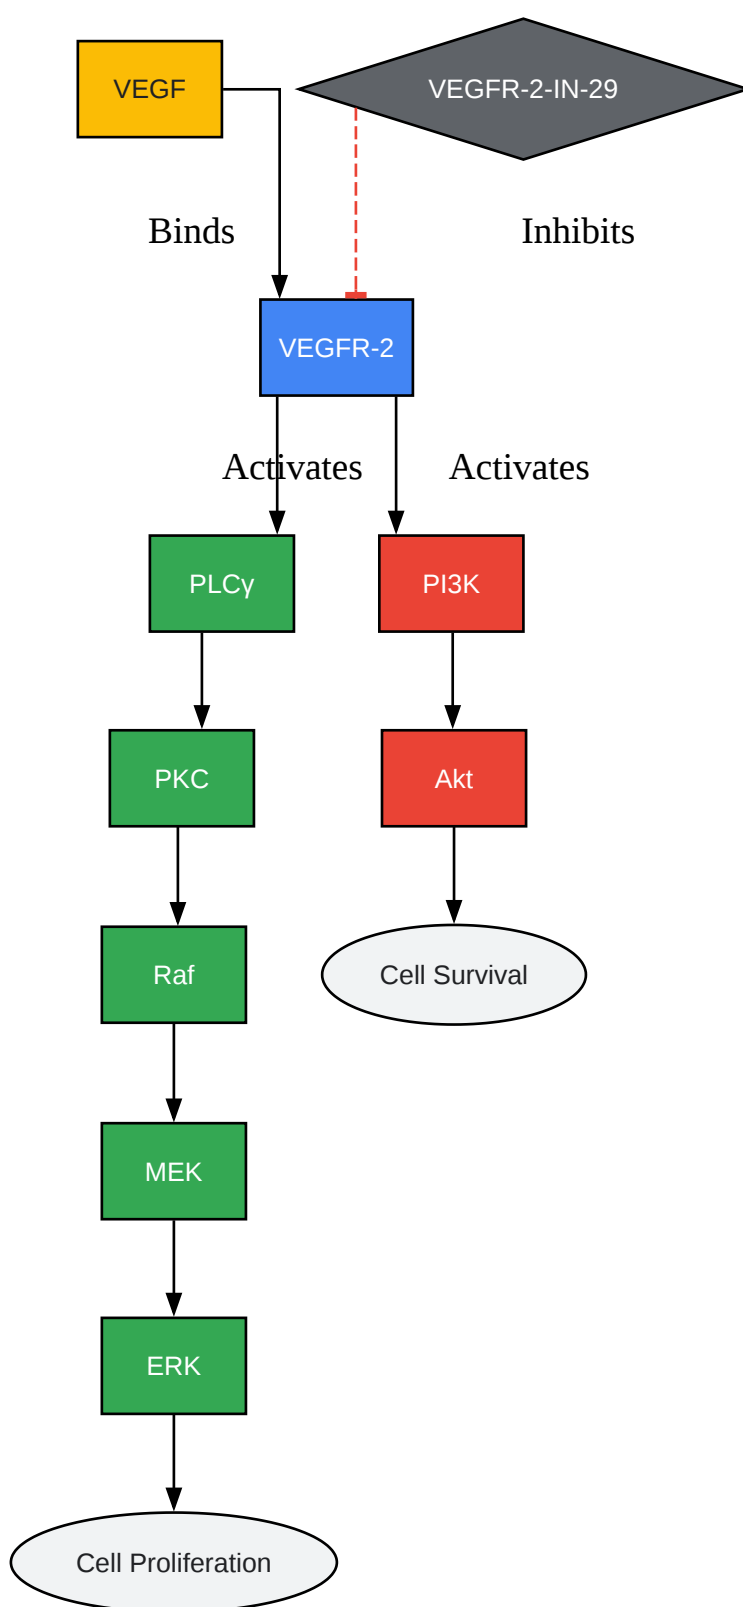 VEGF
VEGFR-2-IN-29
Binds
Inhibits
VEGFR-2
Activates
Activates
PLCγ
PI3K
PKC
Akt
Raf
Cell Survival
MEK
ERK
Cell Proliferation